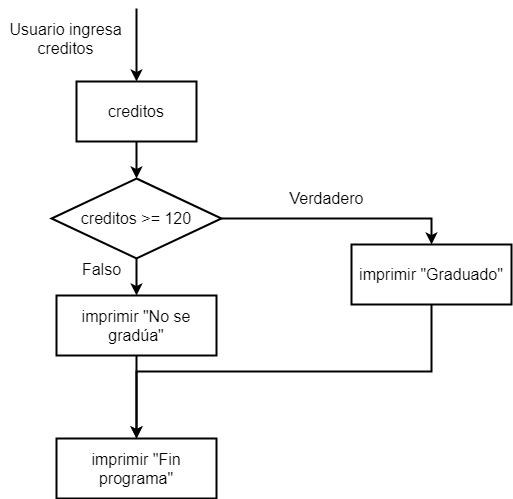 Usuario ingresa
creditos
creditos
creditos >= 120
Verdadero
Falso
imprimir "Graduado"
imprimir "No se
gradúa"
imprimir "Fin
programa"